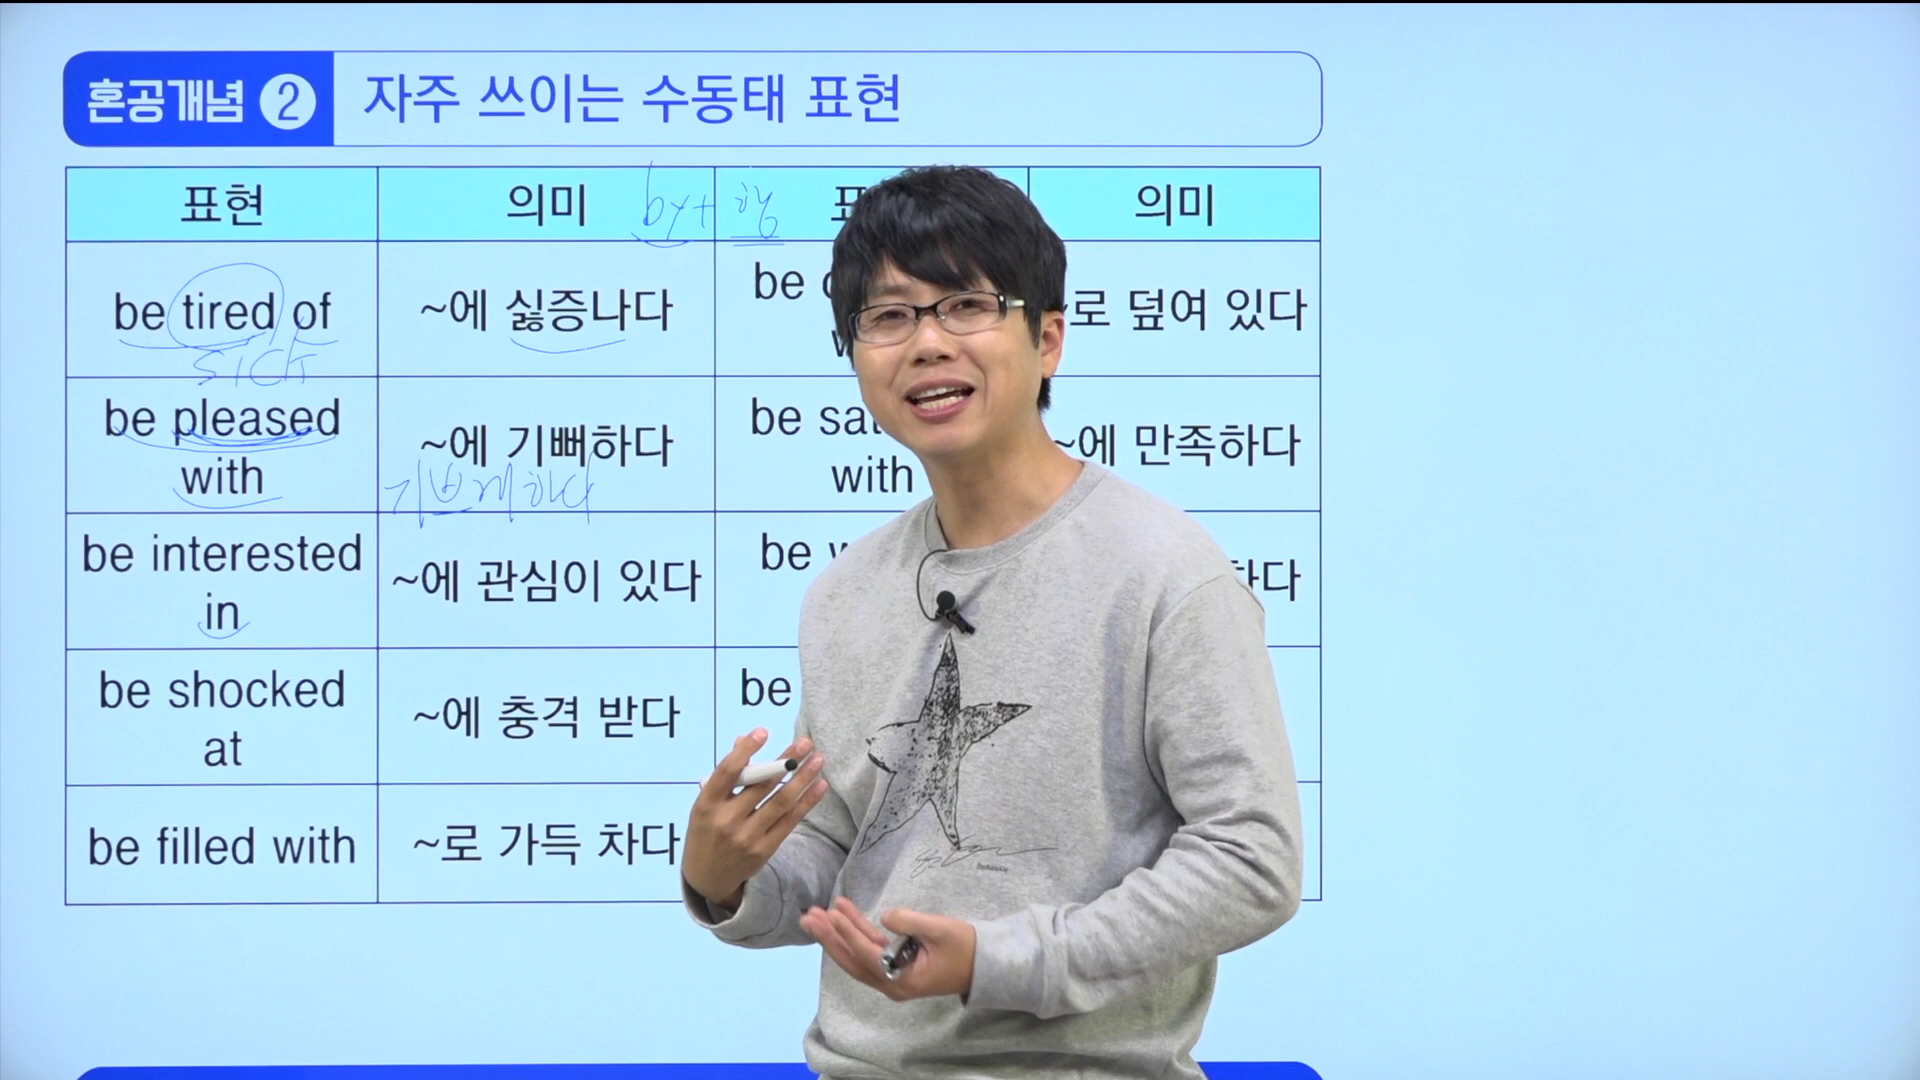 혼공개념 2 자주 쓰이는 수동태 표현
표현 의미 by+행 의미
be tired of ~에 싫증나다 be ~로 덮여 있다
sick
be pleased with ~에 기뻐하다 be with ~에 만족하다
기쁘게하다
be interested in ~에 관심이 있다 be
be shocked at ~에 충격 받다 be
be filled with ~로 가득 차다